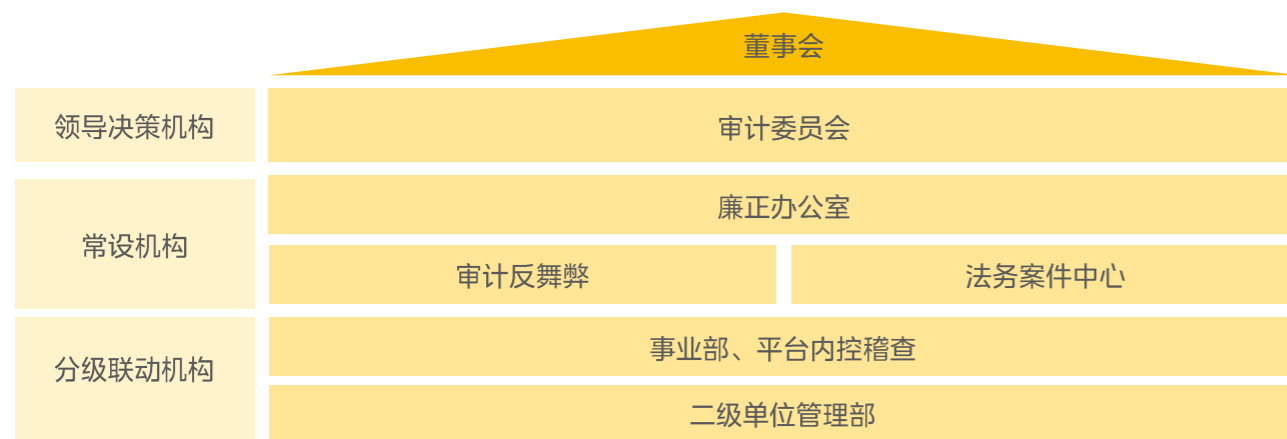 董事会
领导决策机构
审计委员会
常设机构
廉正办公室
审计反舞弊
法务案件中心
分级联动机构
事业部、平台内控稽查
二级单位管理部